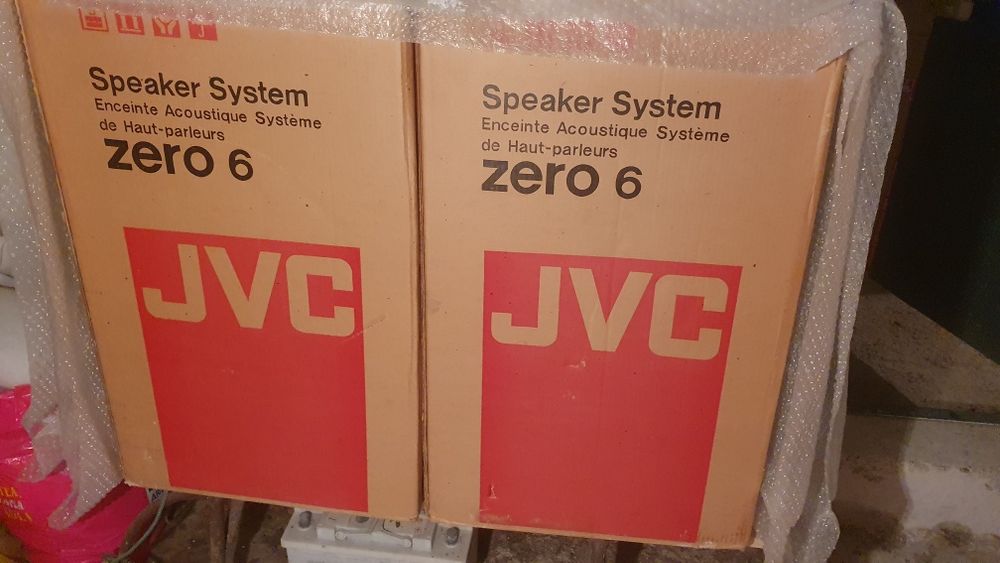 Speaker System
Enceinte Acoustique Système
de Haut-parleurs
zero 6
JVC
Speaker System
Enceinte Acoustique Système
de Haut-parleurs
zero 6
JVC